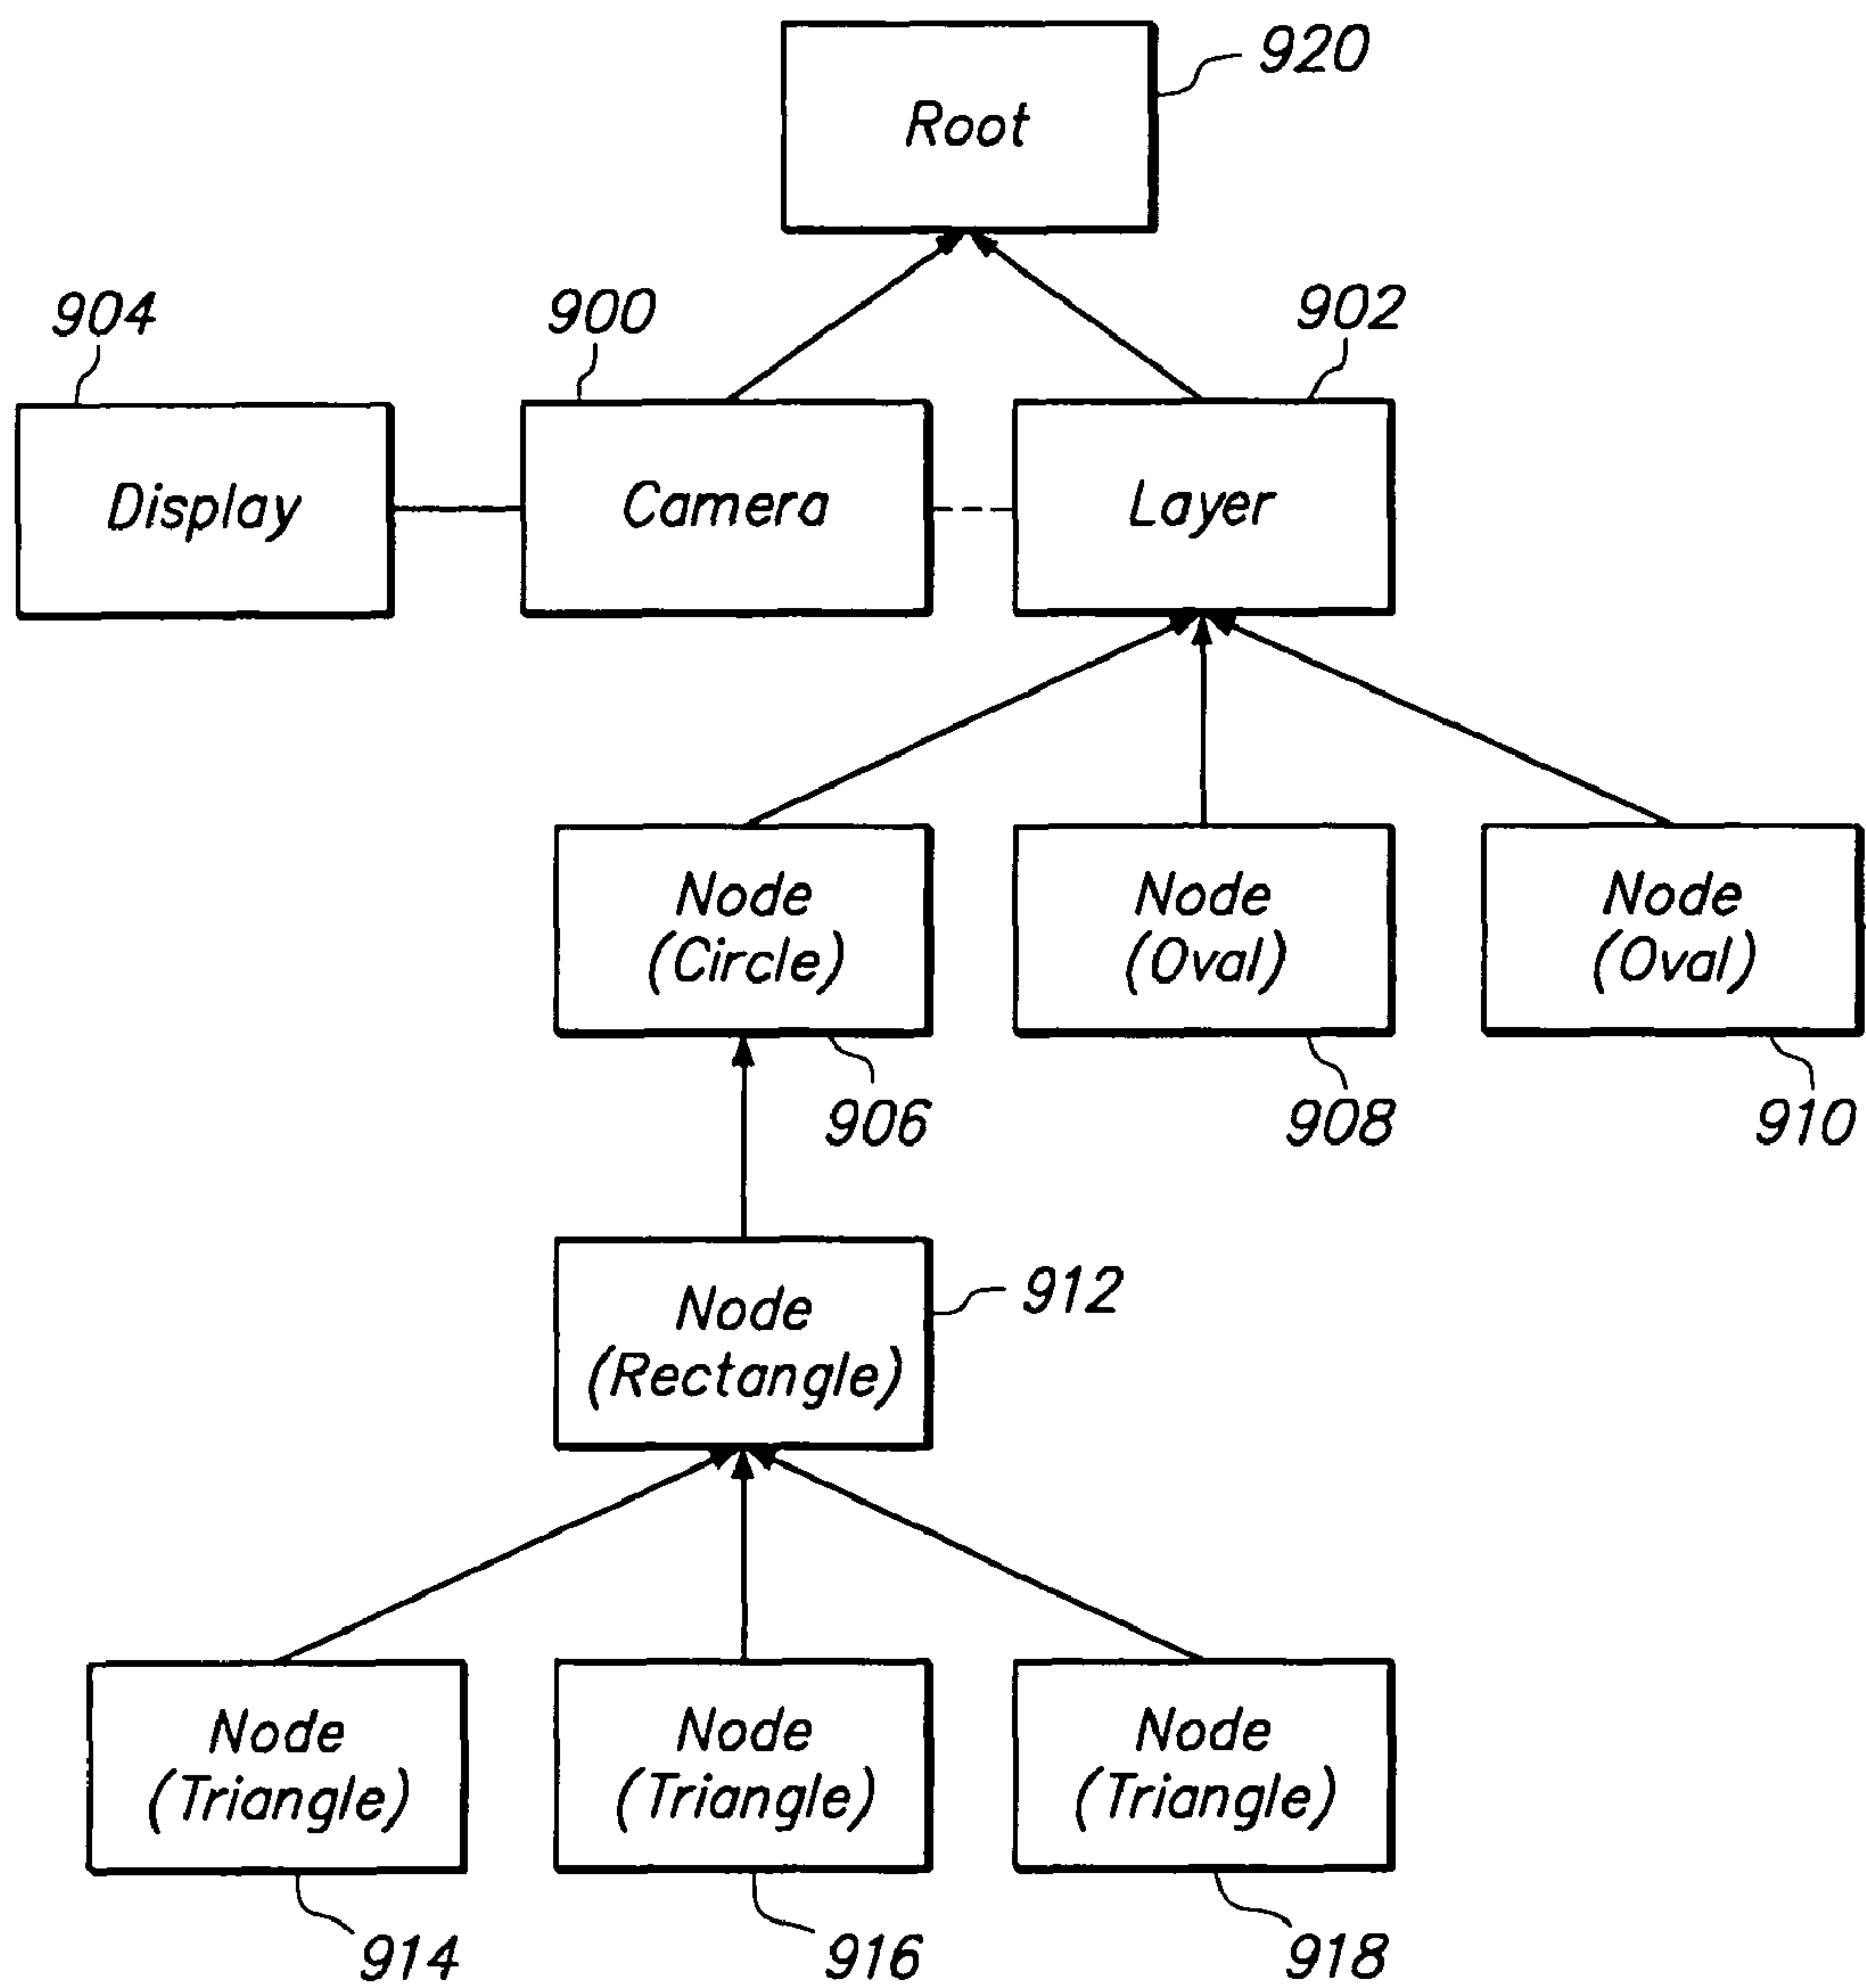 920
Root
904
900
902
Display
Camera
Layer
Node
(Circle)
Node
(Oval)
Node
(Oval)
906
908
910
Node
(Rectangle)
912
Node
(Triangle)
Node
(Triangle)
Node
(Triangle)
914
916
918